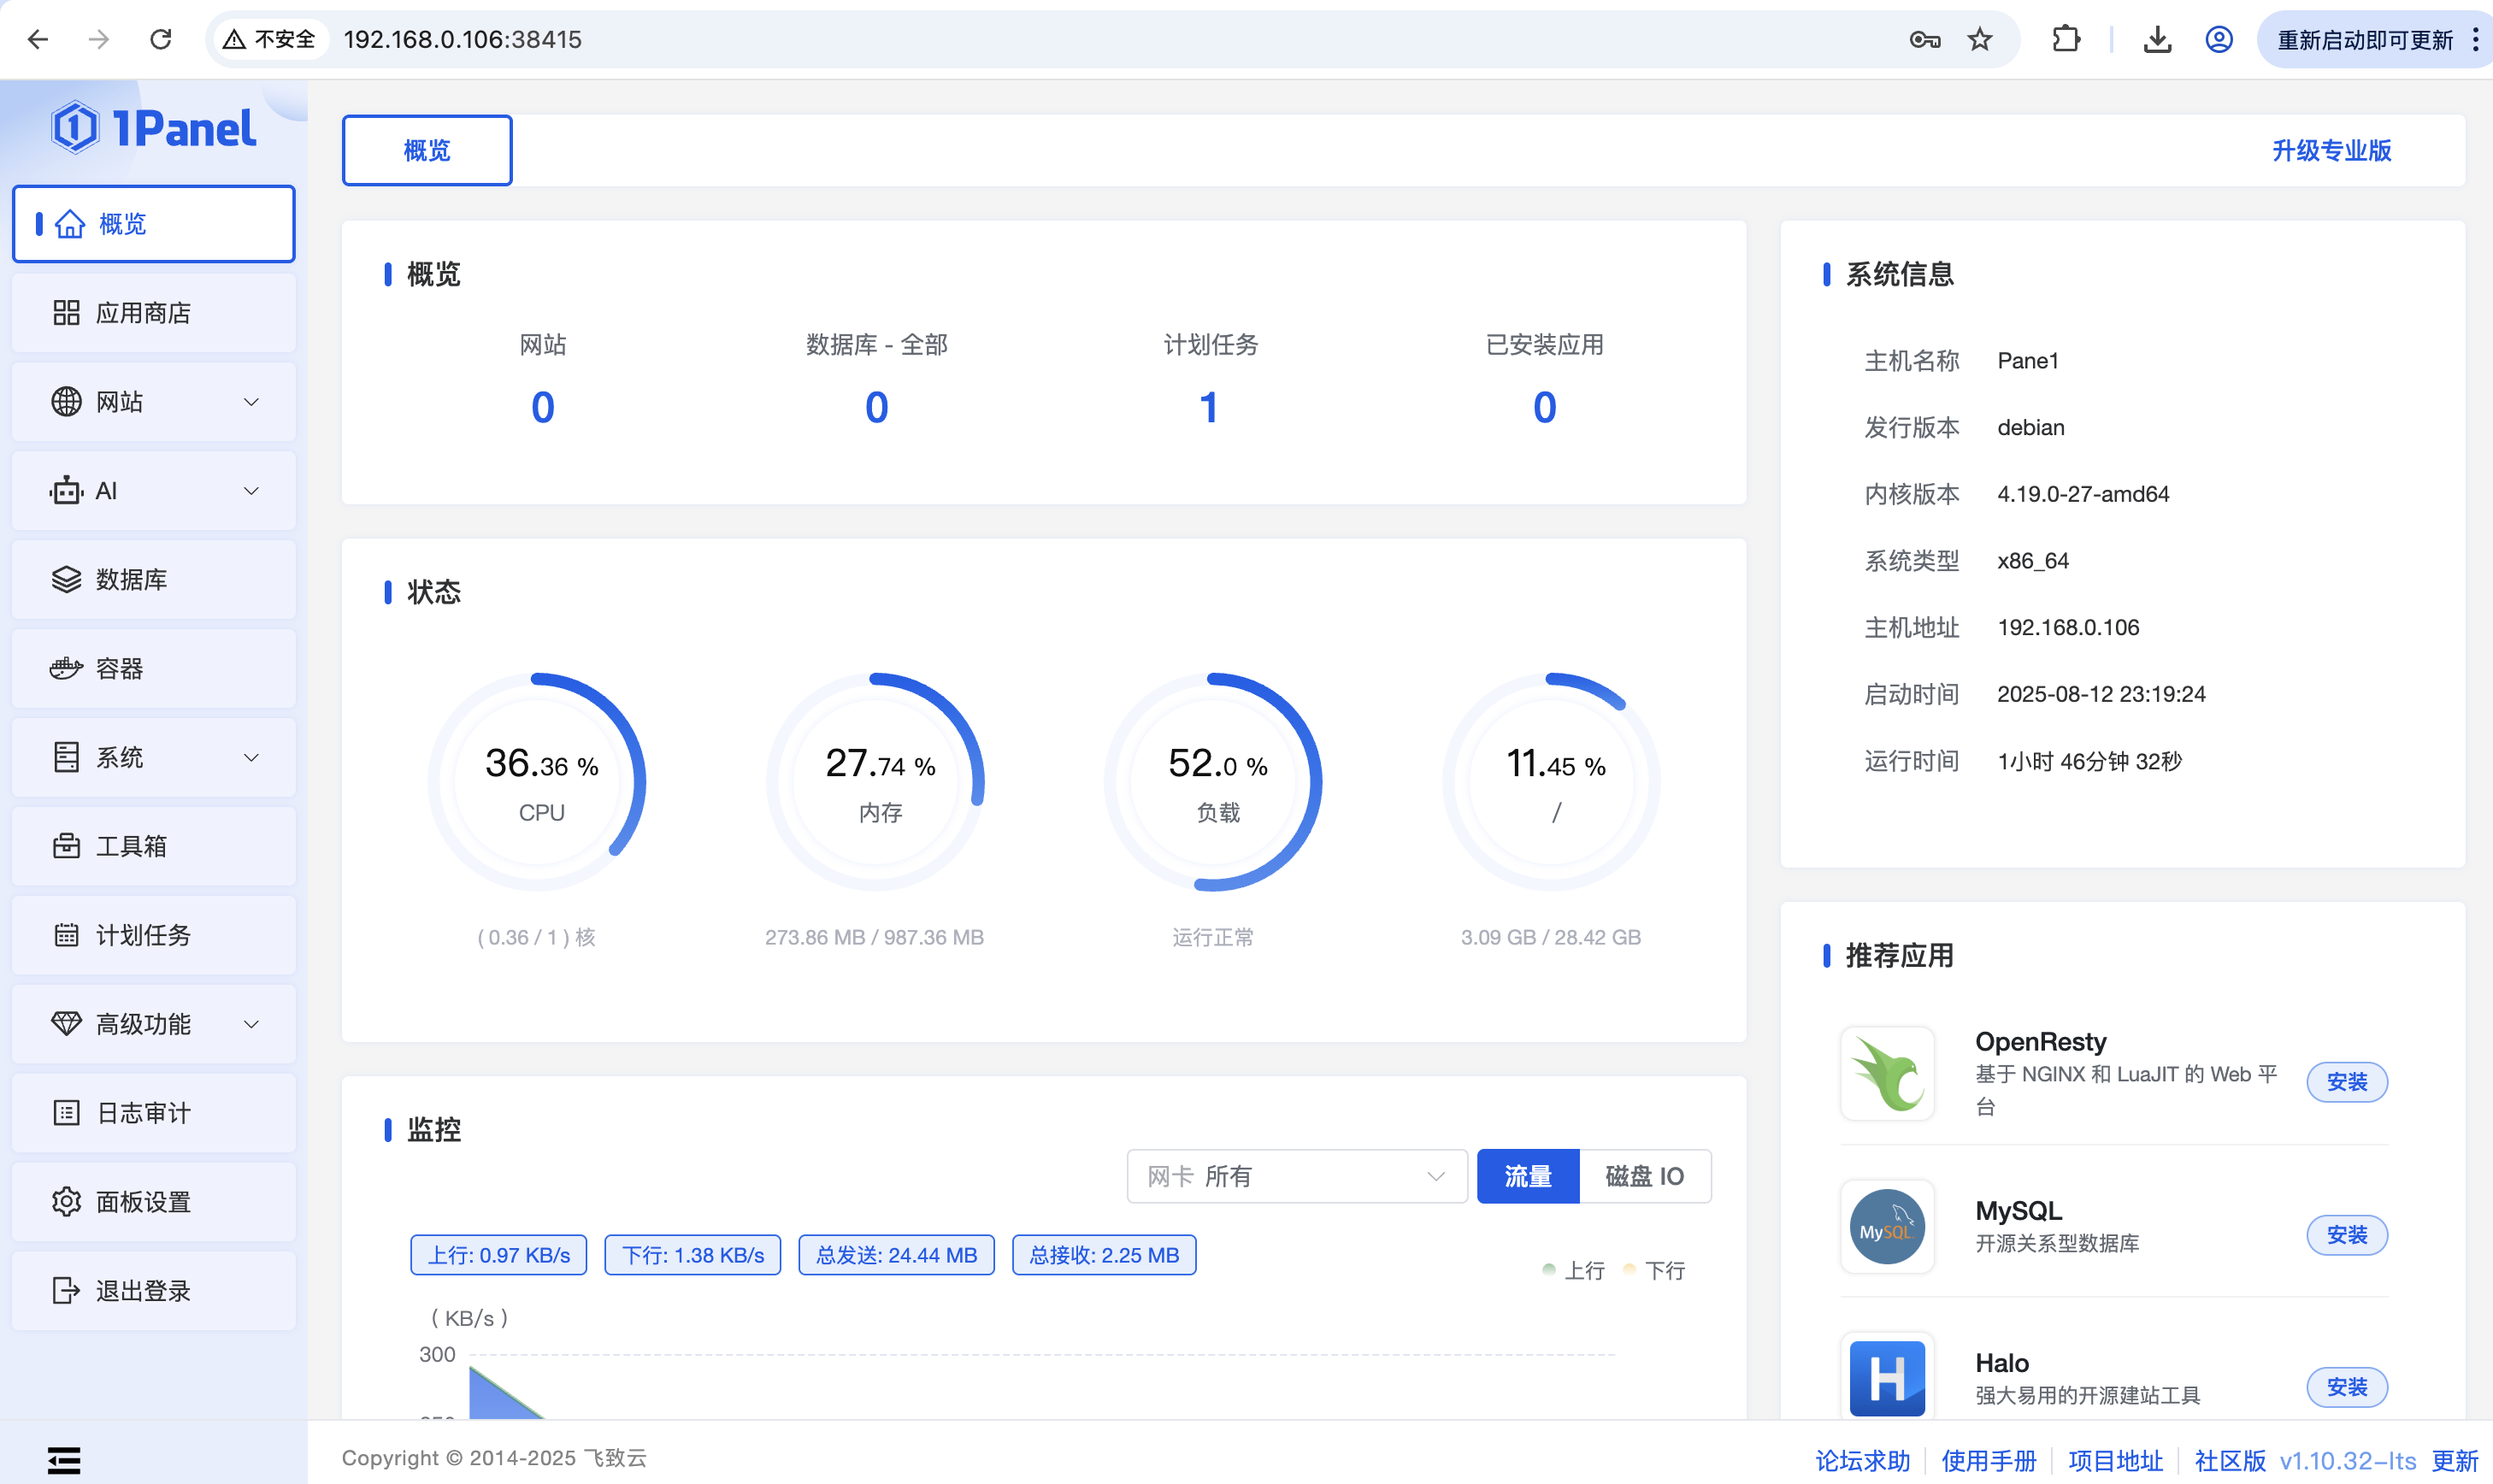 不安全 192.168.0.106:38415 重新启动即可更新
1Panel
概览
应用商店
网站
AI
数据库
容器
系统
工具箱
计划任务
高级功能
日志审计
面板设置
退出登录
概览 升级专业版
概览
网站 数据库 - 全部 计划任务 已安装应用
0 0 1 0
状态
36.36 % 27.74 % 52.0 % 11.45 %
CPU 内存 负载 /
( 0.36 / 1 ) 核 273.86 MB / 987.36 MB 运行正常 3.09 GB / 28.42 GB
监控
网卡 所有 流量 磁盘 IO
上行: 0.97 KB/s 下行: 1.38 KB/s 总发送: 24.44 MB 总接收: 2.25 MB
上行 下行
( KB/s )
300
系统信息
主机名称 Pane1
发行版本 debian
内核版本 4.19.0-27-amd64
系统类型 x86_64
主机地址 192.168.0.106
启动时间 2025-08-12 23:19:24
运行时间 1小时 46分钟 32秒
推荐应用
OpenResty
基于 NGINX 和 LuaJIT 的 Web 平
台
安装
MySQL
MySQL
开源关系型数据库
安装
H
Halo
强大易用的开源建站工具
安装
Copyright © 2014-2025 飞致云
论坛求助 使用手册 项目地址 社区版 v1.10.32-lts 更新